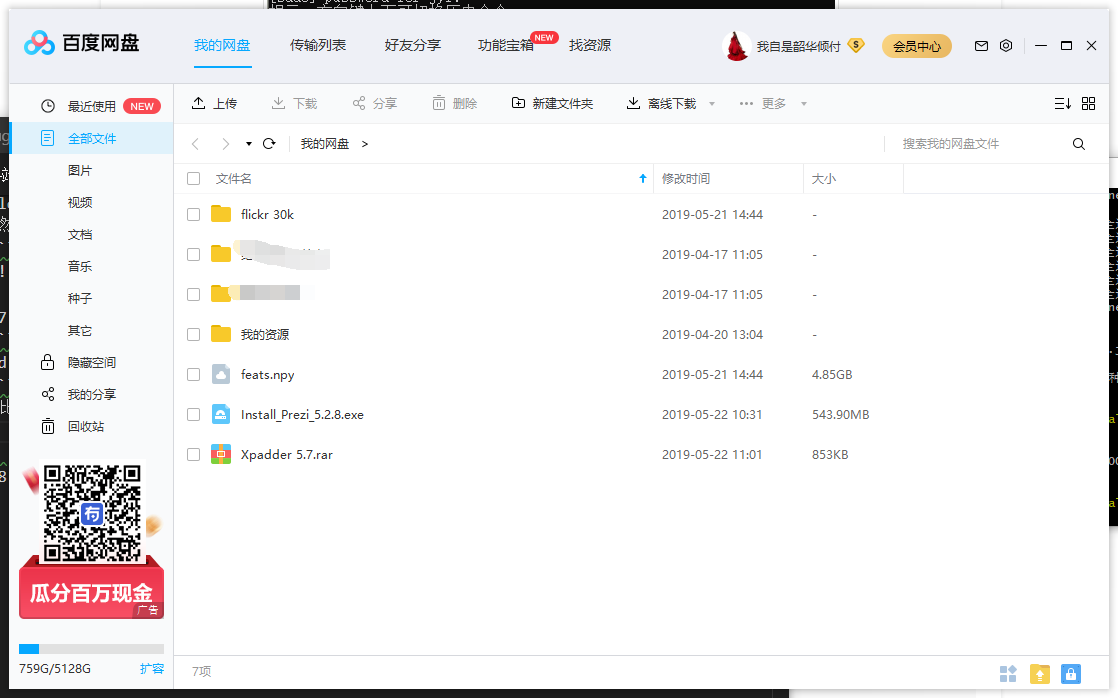 百度网盘
我的网盘 传输列表 好友分享 功能宝箱 NEW 找资源
我自是韶华倾付 S 会员中心
最近使用 NEW
全部文件
图片
视频
文档
音乐
种子
其它
隐藏空间
我的分享
回收站
有
瓜分百万现金
广告
759G/5128G 扩容
上传 下载 分享 删除 新建文件夹 离线下载 更多
我的网盘 > 搜索我的网盘文件
文件名 修改时间 大小
flickr 30k 2019-05-21 14:44 -
2019-04-17 11:05 -
2019-04-17 11:05 -
我的资源 2019-04-20 13:04 -
feats.npy 2019-05-21 14:44 4.85GB
Install_Prezi_5.2.8.exe 2019-05-22 10:31 543.90MB
Xpadder 5.7.rar 2019-05-22 11:01 853KB
7项